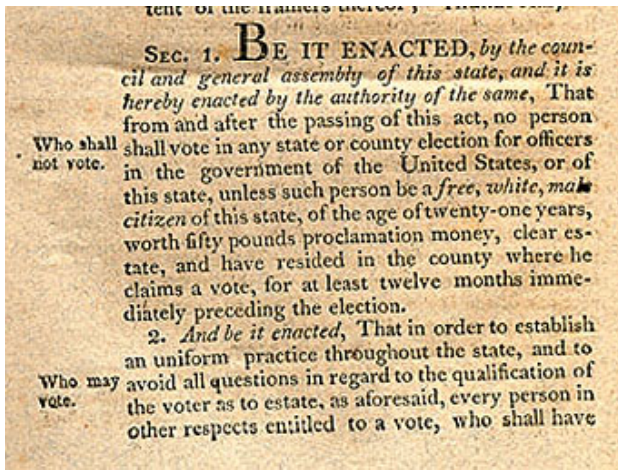 tent of the framers thereof;
SEC. 1. BE IT ENACTED, by the coun-
cil and general assembly of this state, and it is
hereby enacted by the authority of the same, That
from and after the passing of this act, no person
Who shall
not vote.
shall vote in any state or county election for officers
in the government of the United States, or of
this state, unless such person be a free, white, male
citizen of this state, of the age of twenty-one years,
worth fifty pounds proclamation money, clear es-
tate, and have resided in the county where he
claims a vote, for at least twelve months imme-
diately preceding the election.
2. And be it enacted, That in order to establish
an uniform practice throughout the state, and to
Who may
vote.
avoid all questions in regard to the qualification of
the voter as to estate, as aforesaid, every person in
other respects entitled to a vote, who shall have